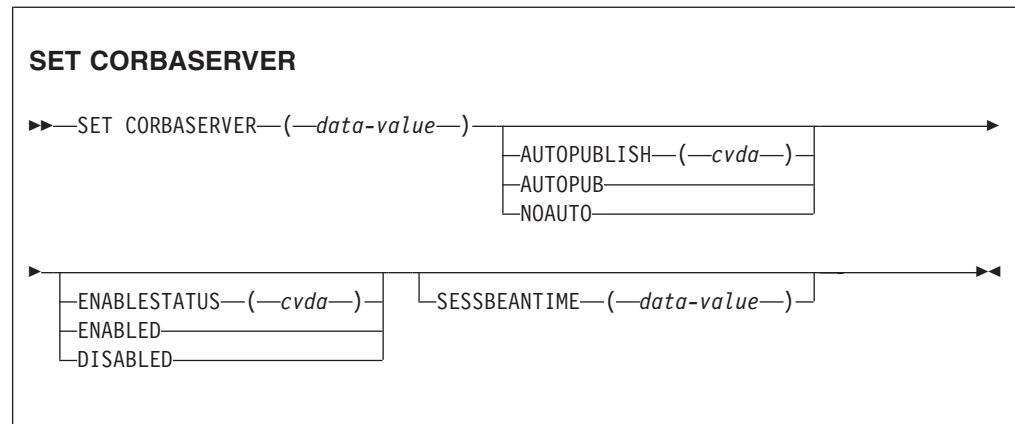 SET CORBASERVER
SET CORBASERVER ( data-value )
AUTOPUBLISH ( cvda )
AUTOPUB
NOAUTO
ENABLESTATUS ( cvda )
ENABLED
DISABLED
SESSBEANTIME ( data-value )